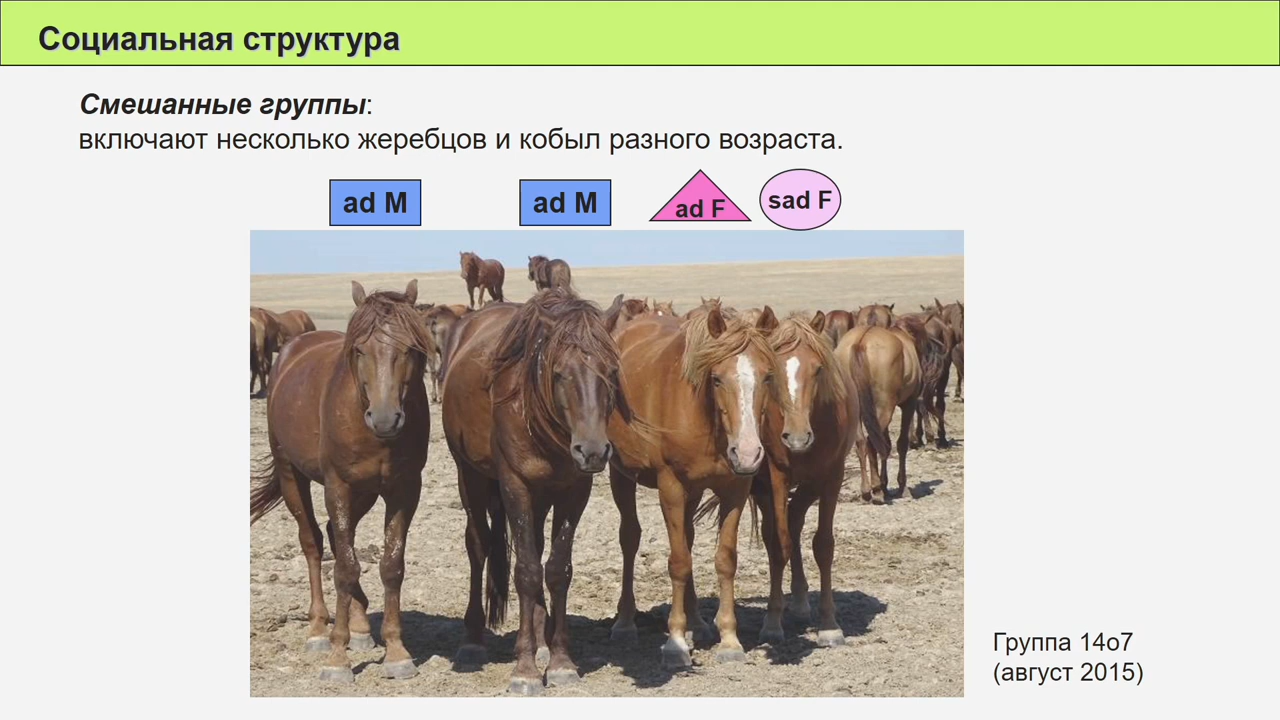 Социальная структура
Смешанные группы:
включают несколько жеребцов и кобыл разного возраста.
ad M
ad M
ad F
sad F
Группа 14о7
(август 2015)